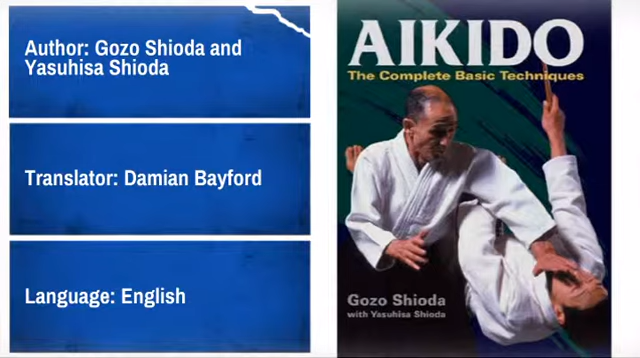 Author: Gozo Shioda and
Yasuhisa Shioda
Translator: Damian Bayford
Language: English
AIKIDO
The Complete Basic Techniques
Gozo Shioda
with Yasuhisa Shioda